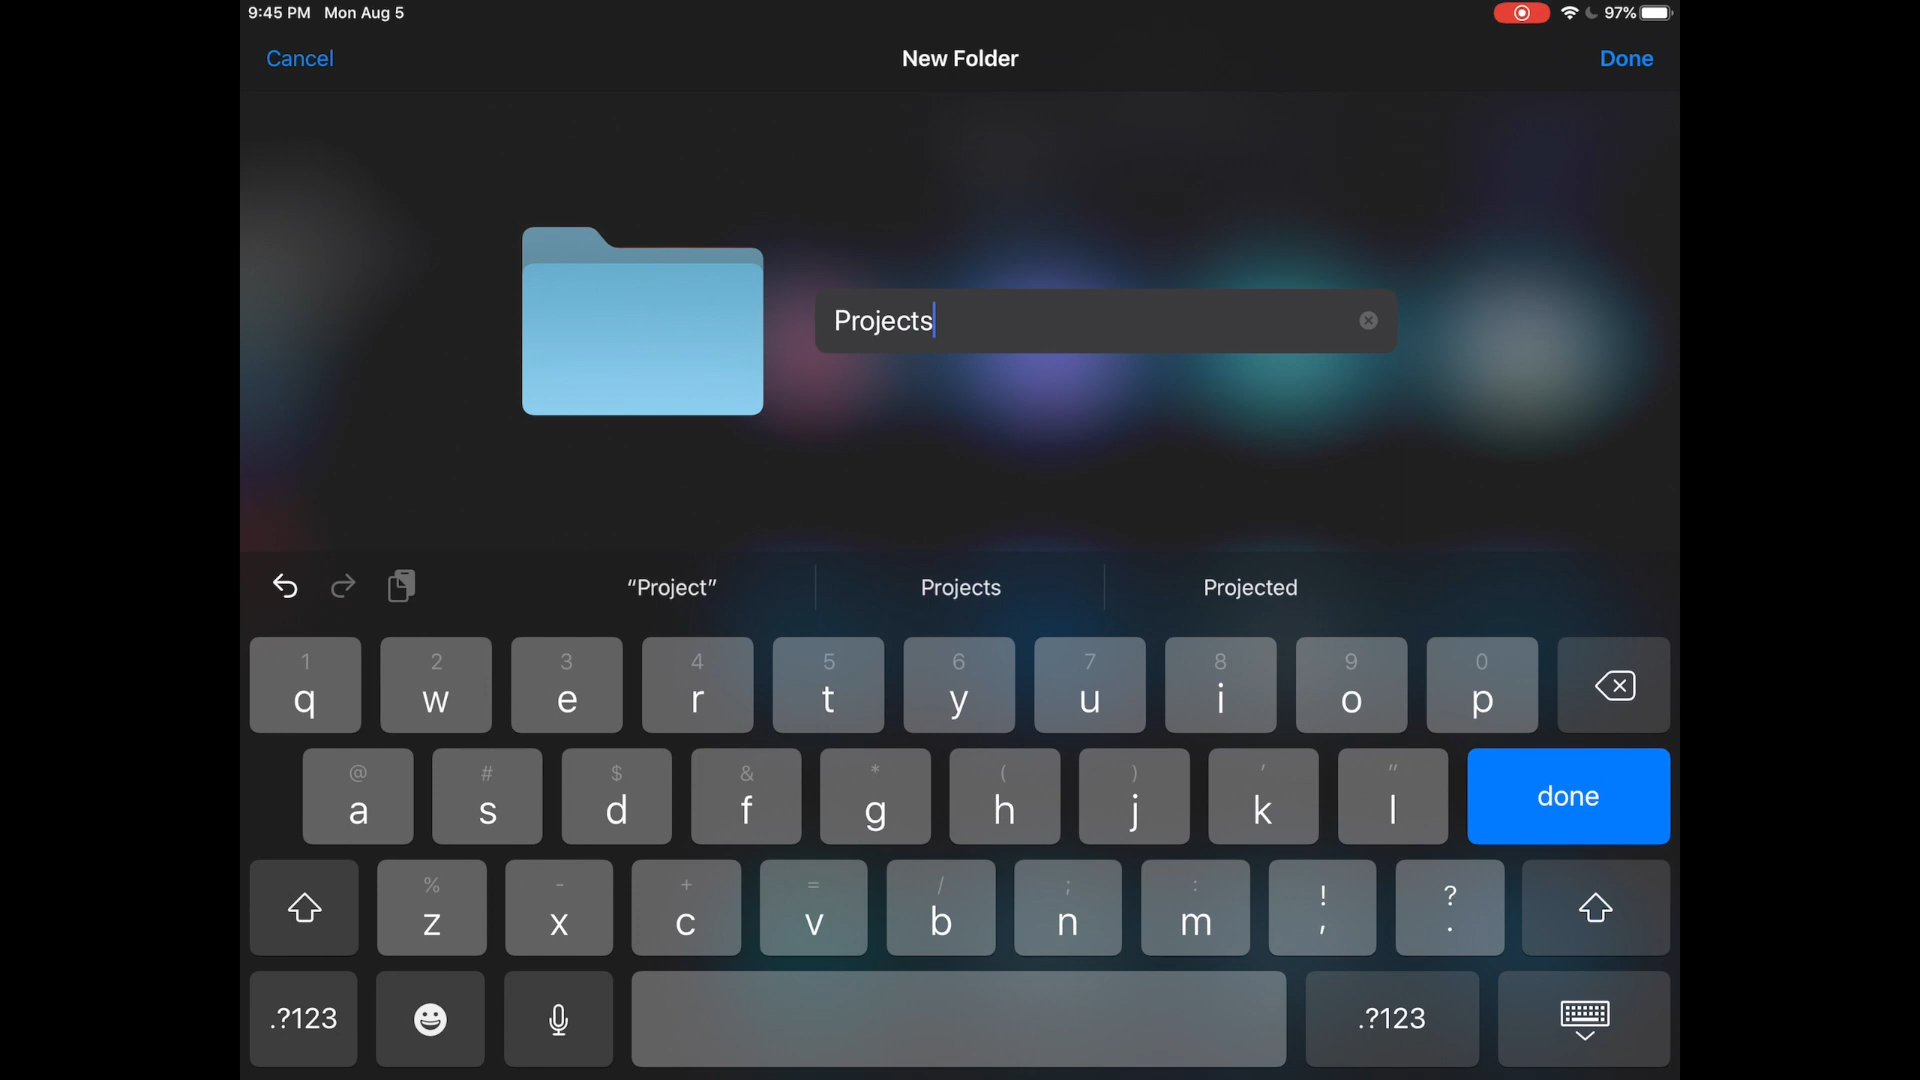 9:45 PM Mon Aug 5 97%
Cancel New Folder Done
Projects
“Project” Projects Projected
1 2 3 4 5 6 7 8 9 0
q w e r t y u i o p
@ # $ & * ( ) ' "
a s d f g h j k l done
% - + = / ; : ! ?
z x c v b n m , .
.?123 .?123